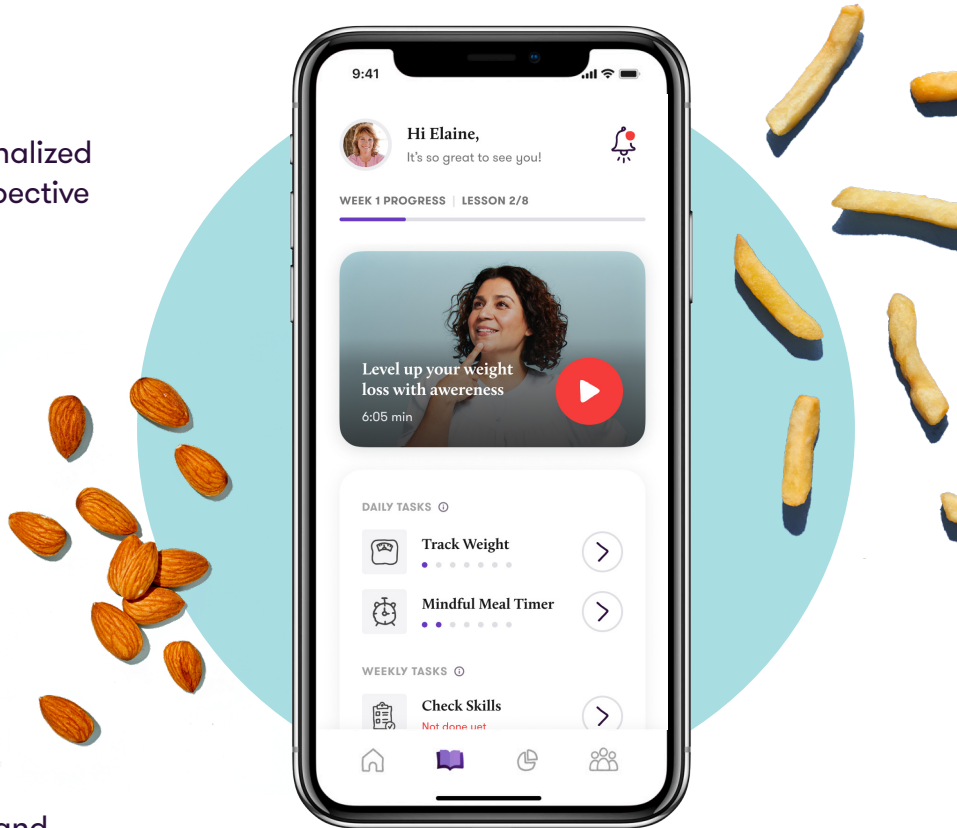 nalized
pective
9:41
Hi Elaine,
It's so great to see you!
WEEK 1 PROGRESS | LESSON 2/8
Level up your weight
loss with awereness
6:05 min
DAILY TASKS
Track Weight
Mindful Meal Timer
WEEKLY TASKS
Check Skills
Not done yet
and